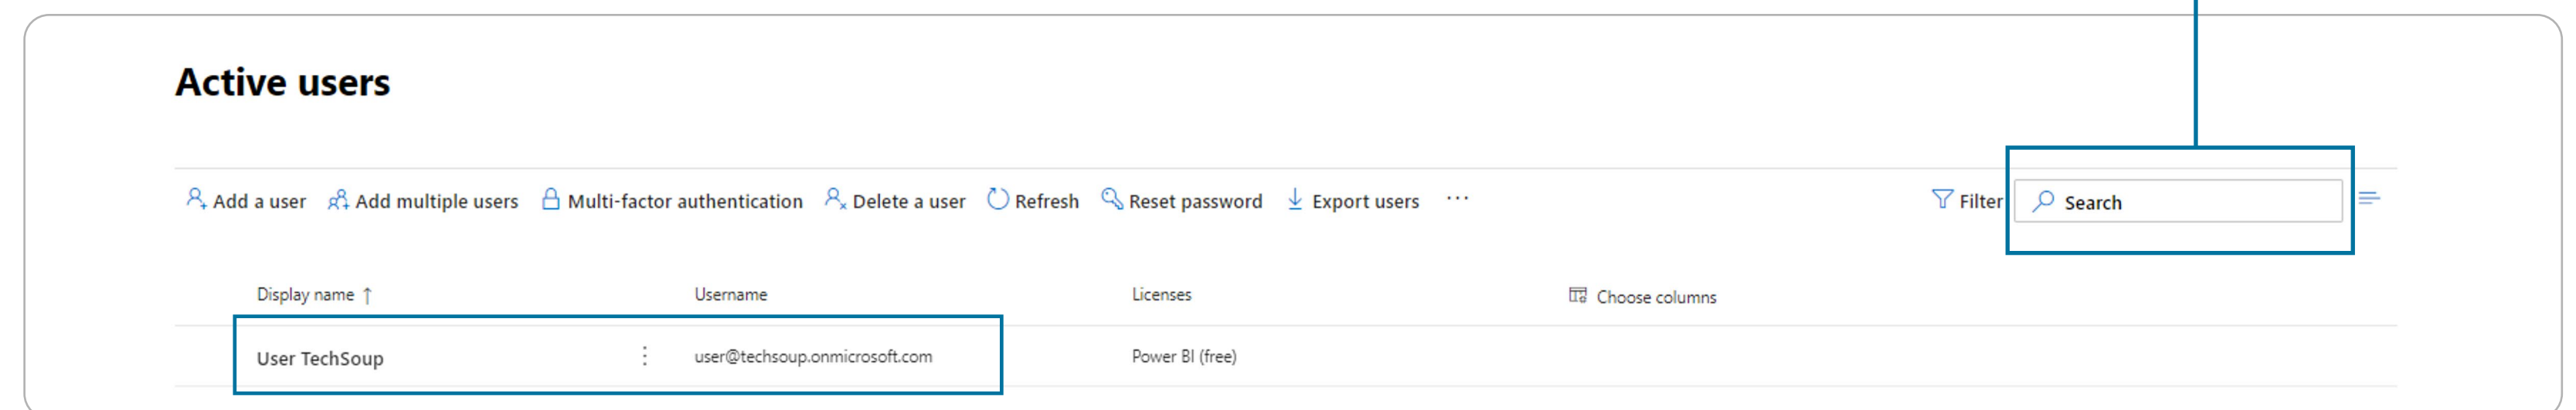 Active users
Add a user Add multiple users Multi-factor authentication Delete a user Refresh Reset password Export users ... Filter Search
Display name ↑ Username Licenses Choose columns
User TechSoup user@techsoup.onmicrosoft.com Power BI (free)